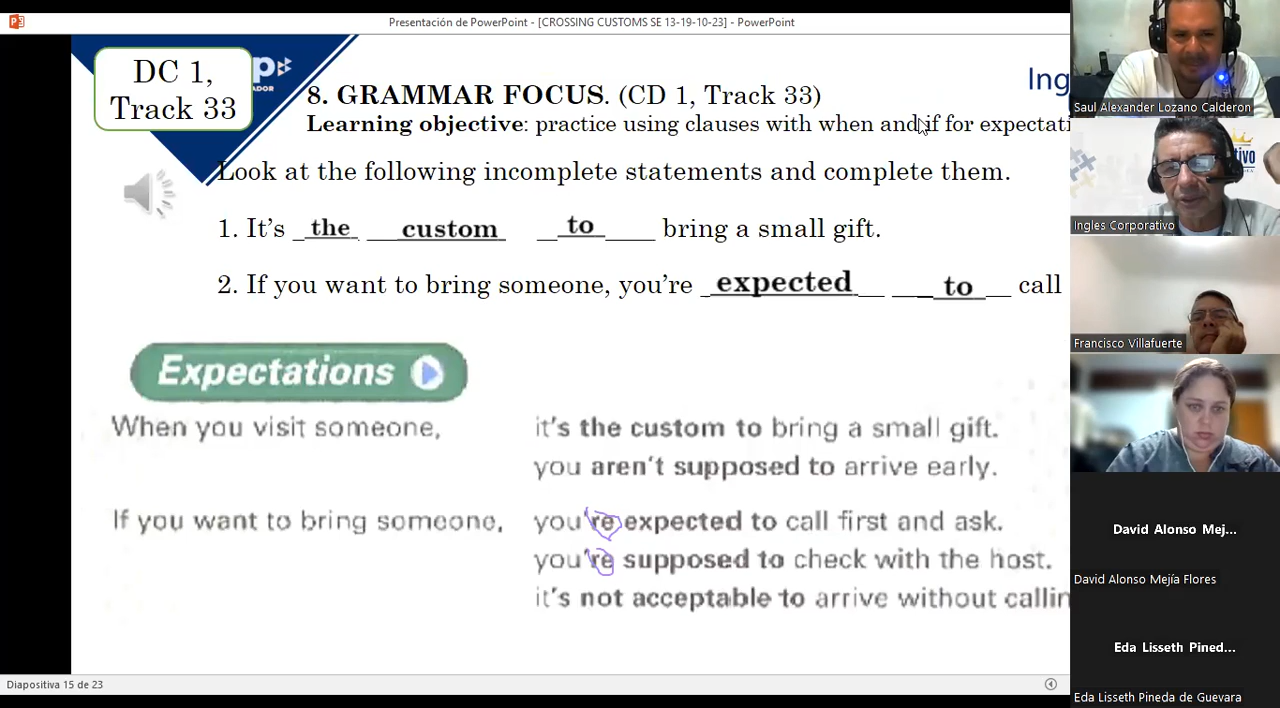 Presentación de PowerPoint - [CROSSING CUSTOMS SE 13-19-10-23] - PowerPoint
DC 1,
Track 33
8. GRAMMAR FOCUS. (CD 1, Track 33)
Learning objective: practice using clauses with when and if for
Look at the following incomplete statements and complete them.
1. It's the custom to bring a small gift.
2. If you want to bring someone, you're expected to call
Expectations
When you visit someone, it's the custom to bring a small gift.
you aren't supposed to arrive early.
If you want to bring someone, you're expected to call first and ask.
you're supposed to check with the host.
it's not acceptable to arrive without
Diapositiva 15 de 23
Saul Alexander Lozano Calderon
Ingles Corporativo
Francisco Villafuerte
David Alonso Mej...
David Alonso Mejía Flores
Eda Lisseth Pined...
Eda Lisseth Pineda de Guevara